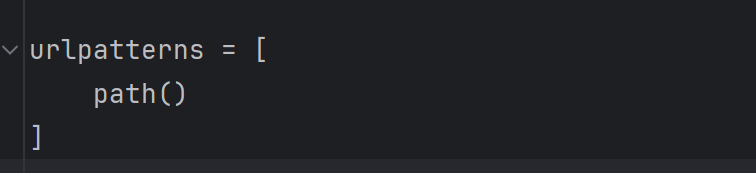 urlpatterns = [
    path()
]